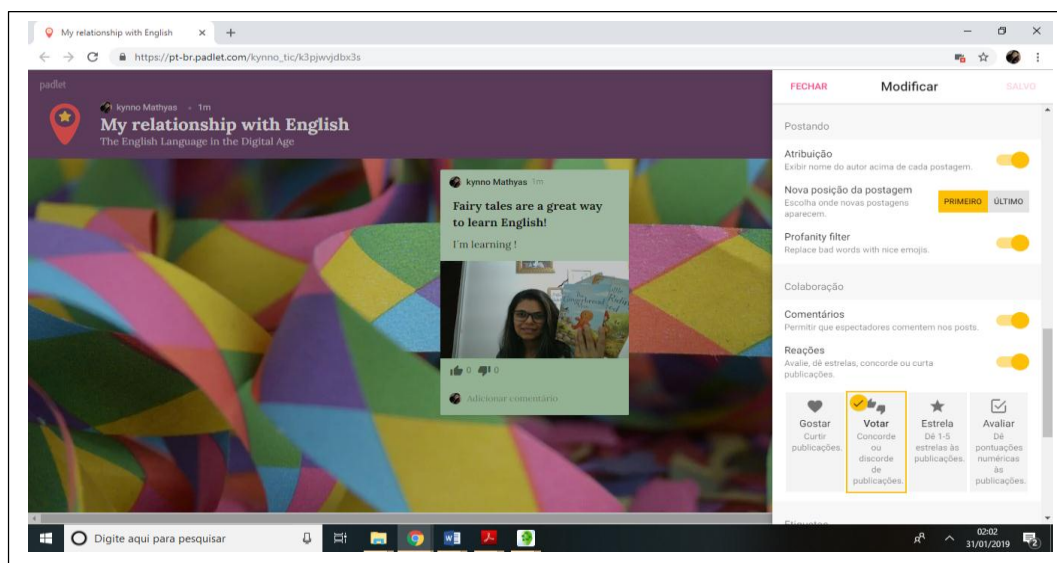 My relationship with English
https://pt-br.padlet.com/kynno_tic/k3pjwvjdbx3s
padlet
kynno Mathyas - 1m
My relationship with English
The English Language in the Digital Age
kynno Mathyas 1m
Fairy tales are a great way
to learn English!
I'm learning !
0 0
Adicionar comentário
FECHAR Modificar SALVO
Postando
Atribuição
Exibir nome do autor acima de cada postagem.
Nova posição da postagem
Escolha onde novas postagens
aparecem.
PRIMEIRO ÚLTIMO
Profanity filter
Replace bad words with nice emojis.
Colaboração
Comentários
Permitir que espectadores comentem nos posts.
Reações
Avalie, dê estrelas, concorde ou curta
publicações.
Gostar
Curtir
publicações.
Votar
Concorde
ou
discorde
de
publicações.
Estrela
Dê 1-5
estrelas às
publicações.
Avaliar
Dê
pontuações
numéricas
às
publicações.
Etiquetas
Digite aqui para pesquisar
02:02
31/01/2019
2